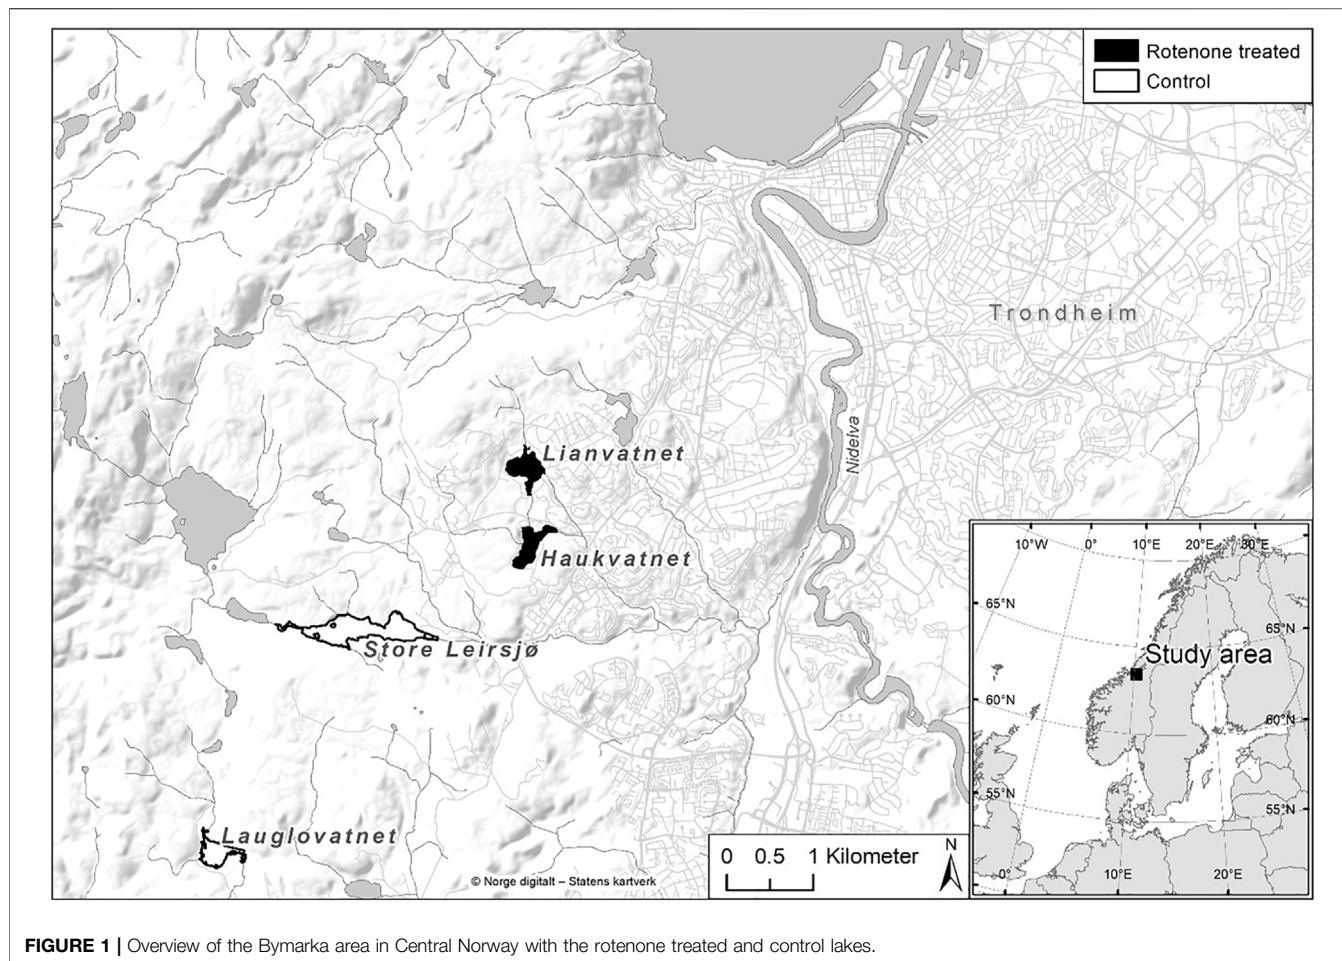 Rotenone treated
Control
Trondheim
Nidelva
Lianvatnet
Haukvatnet
Store Leirsjø
Lauglovatnet
© Norge digitalt – Statens kartverk
0 0.5 1 Kilometer
N
10°W 0° 10°E 20°E 30°E
65°N
65°N
Study area
60°N
60°N
55°N
55°N
0° 10°E 20°E
FIGURE 1 | Overview of the Bymarka area in Central Norway with the rotenone treated and control lakes.